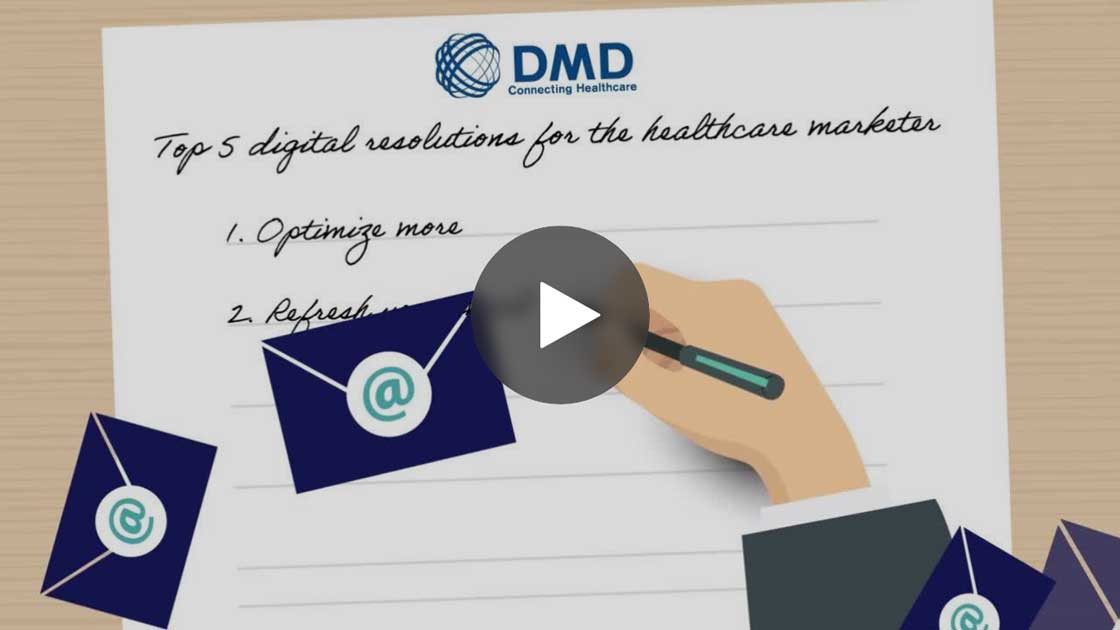 DMD
Connecting Healthcare
Top 5 digital resolutions for the healthcare marketer
1. Optimize more
2. Refresh
@
@
@